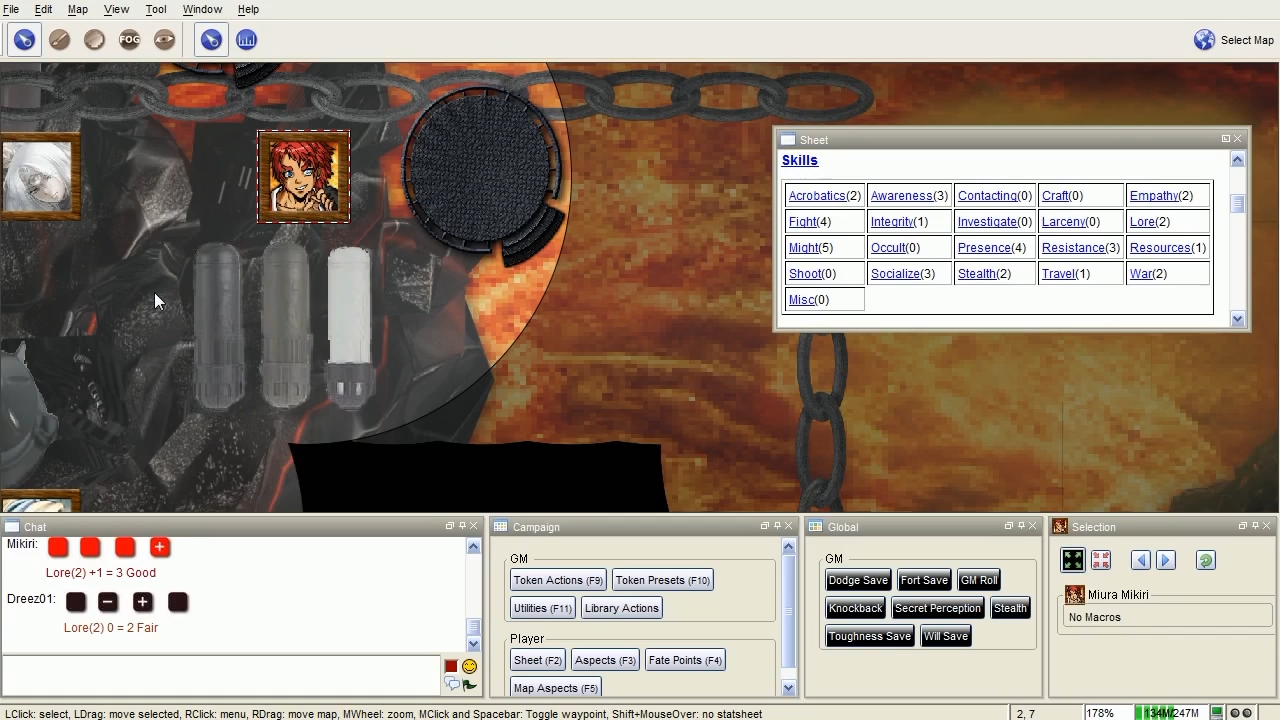 File Edit Map View Tool Window Help
FOG
Select Map
Sheet
Skills
Acrobatics(2) Awareness(3) Contacting(0) Craft(0) Empathy(2)
Fight(4) Integrity(1) Investigate(0) Larceny(0) Lore(2)
Might(5) Occult(0) Presence(4) Resistance(3) Resources(1)
Shoot(0) Socialize(3) Stealth(2) Travel(1) War(2)
Misc(0)
Chat
Mikiri: +
Lore(2) +1 = 3 Good
Dreez01: − +
Lore(2) 0 = 2 Fair
Campaign
GM
Token Actions (F9) Token Presets (F10)
Utilities (F11) Library Actions
Player
Sheet (F2) Aspects (F3) Fate Points (F4)
Map Aspects (F5)
Global
GM
Dodge Save Fort Save GM Roll
Knockback Secret Perception Stealth
Toughness Save Will Save
Selection
Miura Mikiri
No Macros
LClick: select, LDrag: move selected, RClick: menu, RDrag: move map, MWheel: zoom, MClick and Spacebar: Toggle waypoint, Shift+MouseOver: no statsheet
2, 7
178%
134M/247M